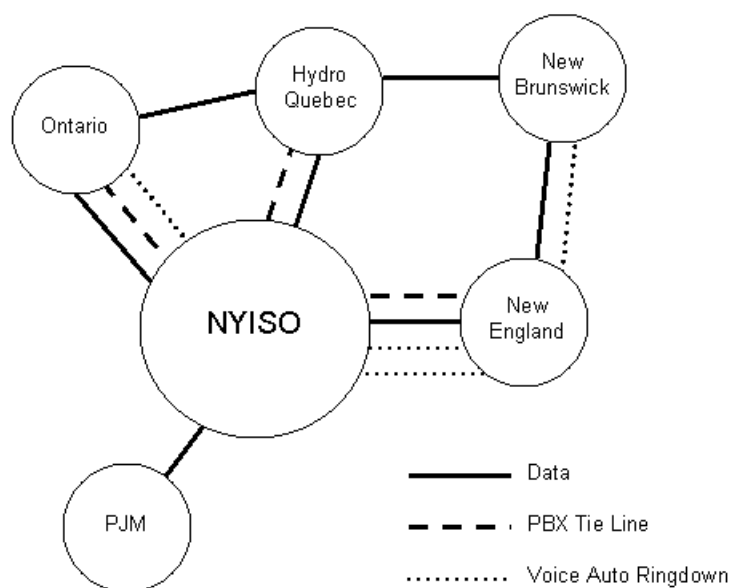 New
Brunswick
Hydro
Quebec
Ontario
NYISO
New
England
PJM
Data
PBX Tie Line
Voice Auto Ringdown